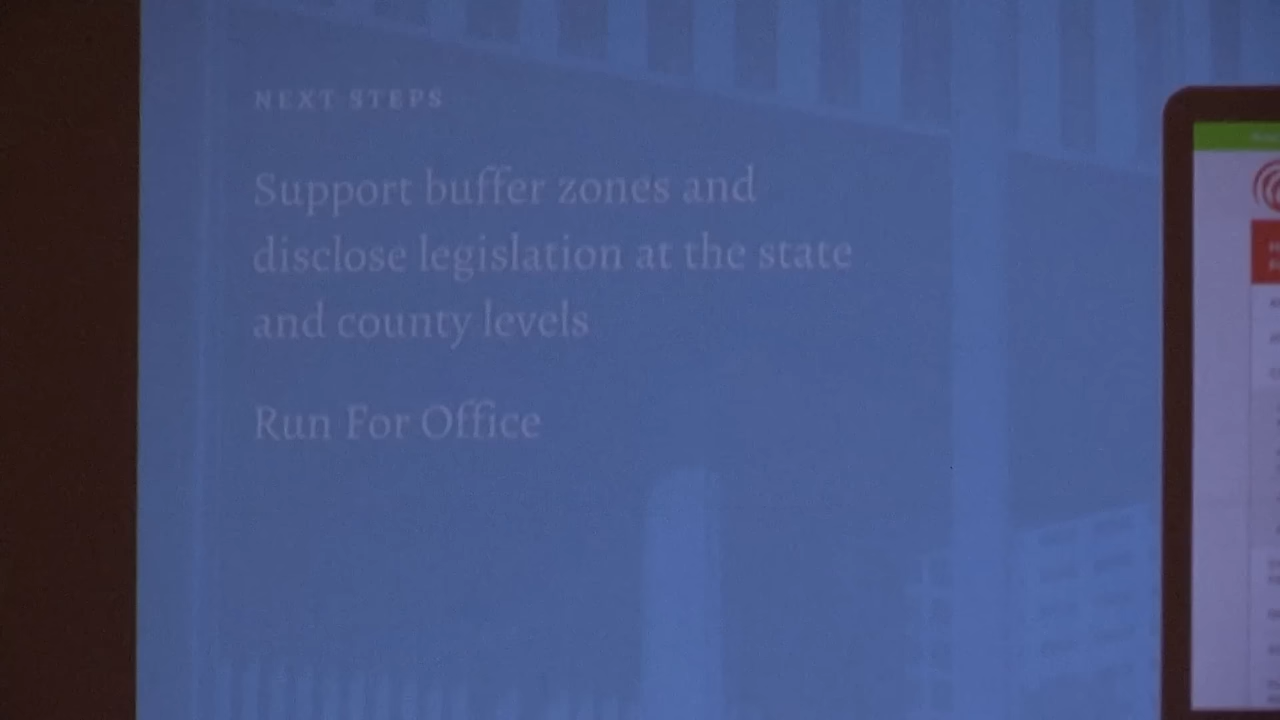 NEXT STEPS
Support buffer zones and
disclose legislation at the state
and county levels
Run For Office